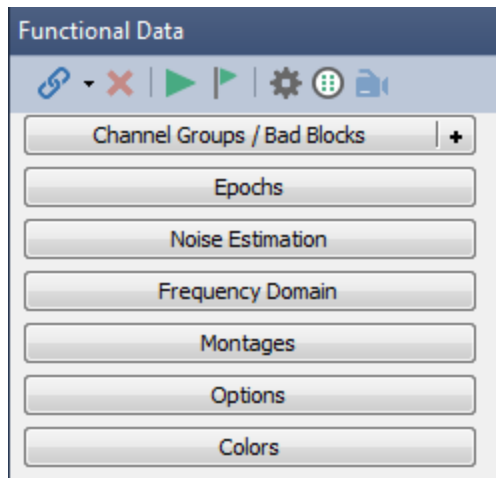 Functional Data
Channel Groups / Bad Blocks +
Epochs
Noise Estimation
Frequency Domain
Montages
Options
Colors